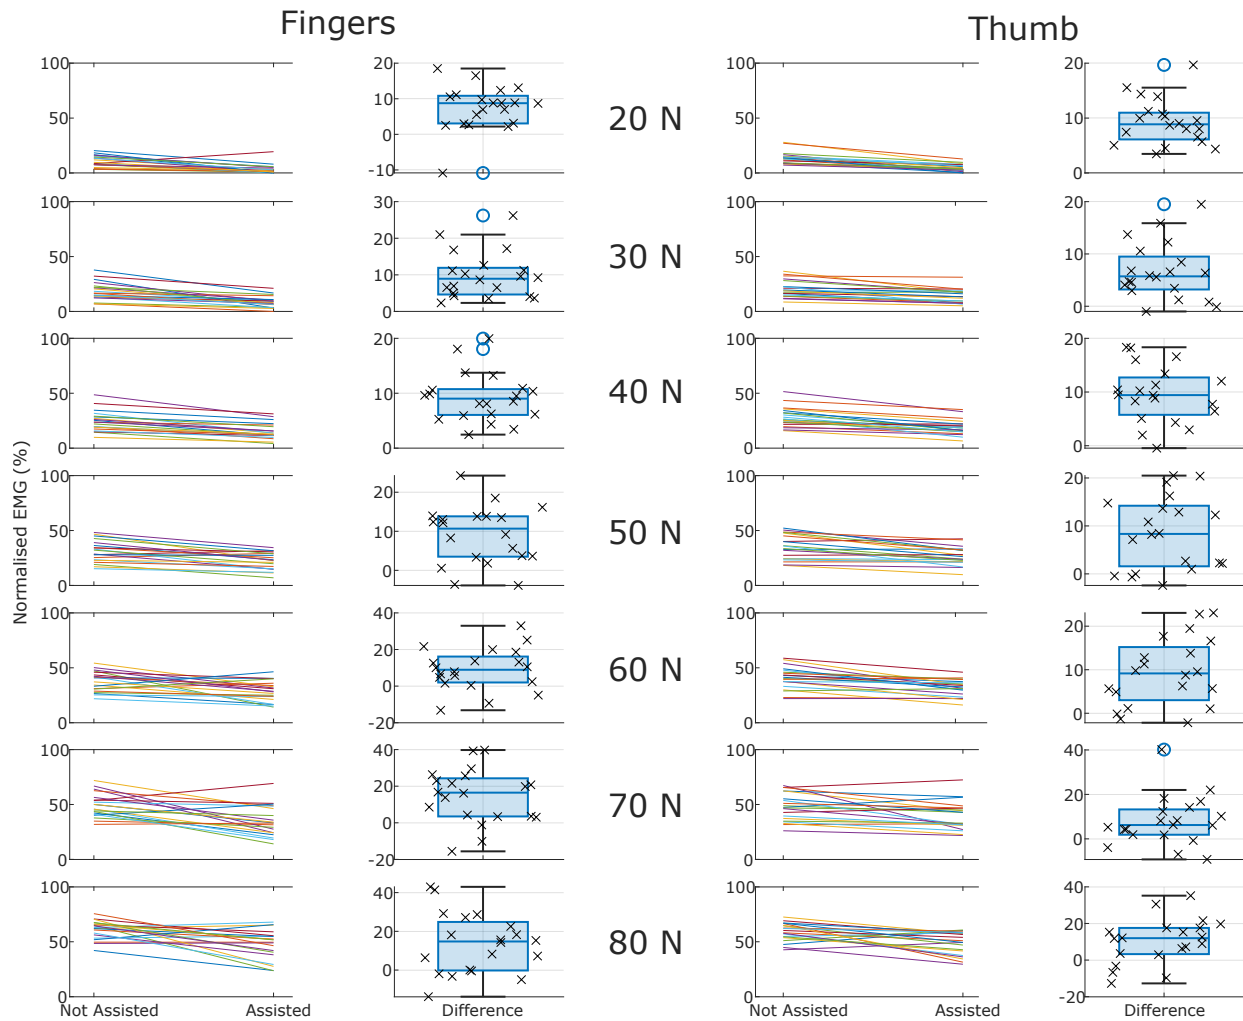 Fingers Thumb
100 50 0 20 10 0 -10 20 N 100 50 0 20 10 0
100 50 0 30 20 10 0 30 N 100 50 0 20 10 0
100 50 0 20 10 0 40 N 100 50 0 20 10 0
Normalised EMG (%)
100 50 0 20 10 0 50 N 100 50 0 20 10 0
100 50 0 40 20 0 -20 60 N 100 50 0 20 10 0
100 50 0 40 20 0 -20 70 N 100 50 0 40 20 0
100 50 0 40 20 0 80 N 100 50 0 40 20 0 -20
Not Assisted Assisted Difference Not Assisted Assisted Difference